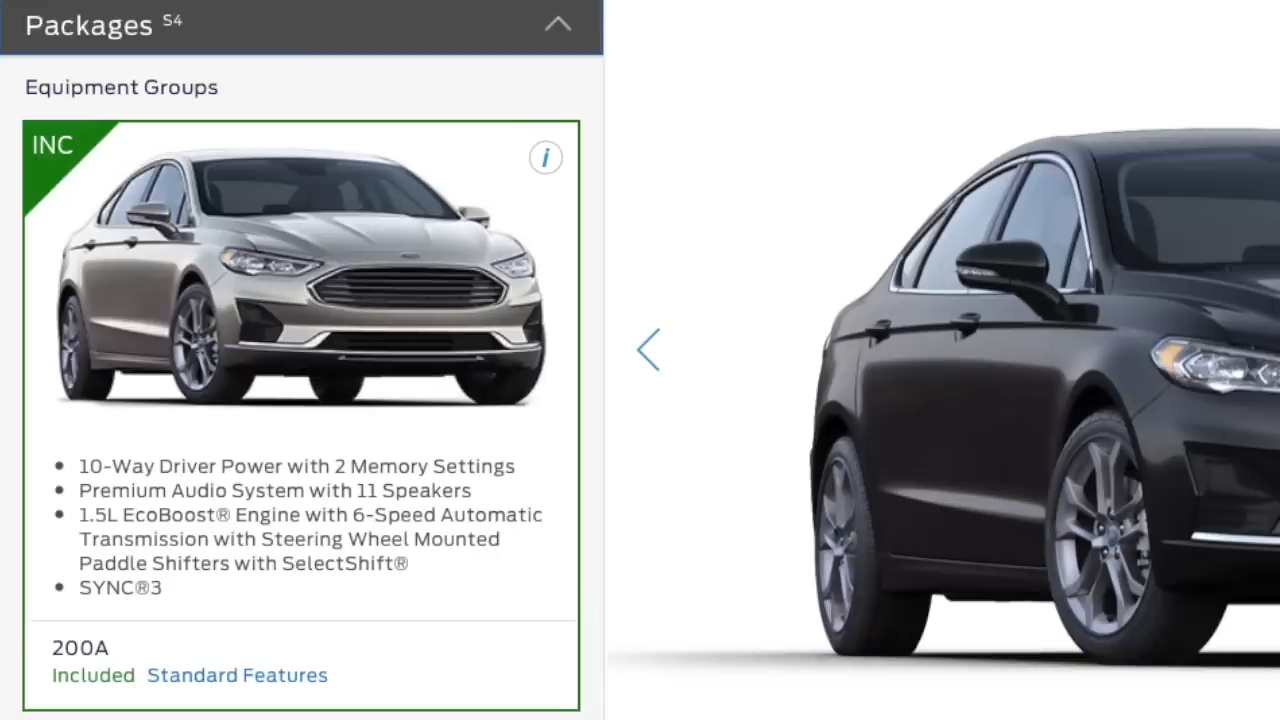 Packages S4
Equipment Groups
INC
i
10-Way Driver Power with 2 Memory Settings
Premium Audio System with 11 Speakers
1.5L EcoBoost® Engine with 6-Speed Automatic
Transmission with Steering Wheel Mounted
Paddle Shifters with SelectShift®
SYNC®3
200A
Included Standard Features